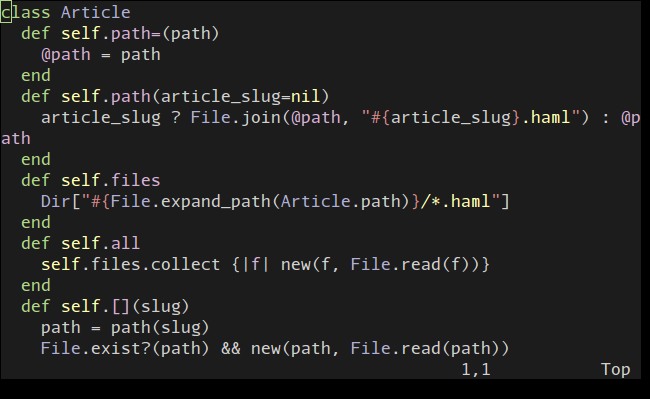 class Article
  def self.path=(path)
    @path = path
  end
  def self.path(article_slug=nil)
    article_slug ? File.join(@path, "#{article_slug}.haml") : @p
ath
  end
  def self.files
    Dir["#{File.expand_path(Article.path)}/*.haml"]
  end
  def self.all
    self.files.collect {|f| new(f, File.read(f))}
  end
  def self.[](slug)
    path = path(slug)
    File.exist?(path) && new(path, File.read(path))
1,1 Top